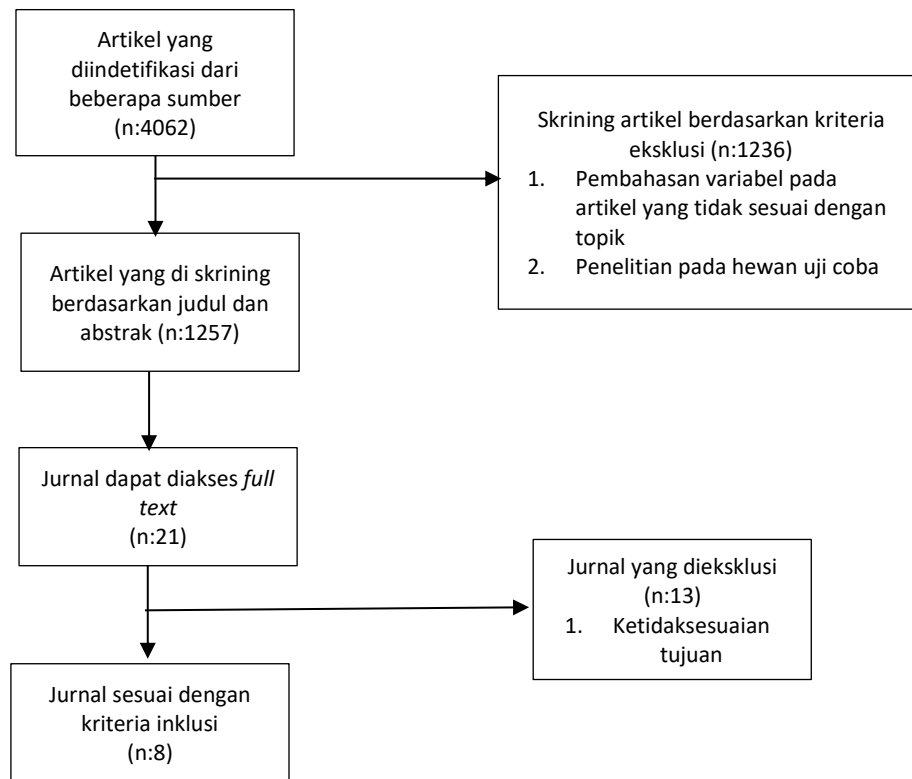 Artikel yang
diindetifikasi dari
beberapa sumber
(n:4062)
Skrining artikel berdasarkan kriteria
eksklusi (n:1236)
1. Pembahasan variabel pada
artikel yang tidak sesuai dengan
topik
2. Penelitian pada hewan uji coba
Artikel yang di skrining
berdasarkan judul dan
abstrak (n:1257)
Jurnal dapat diakses full
text
(n:21)
Jurnal yang dieksklusi
(n:13)
1. Ketidaksesuaian
tujuan
Jurnal sesuai dengan
kriteria inklusi
(n:8)